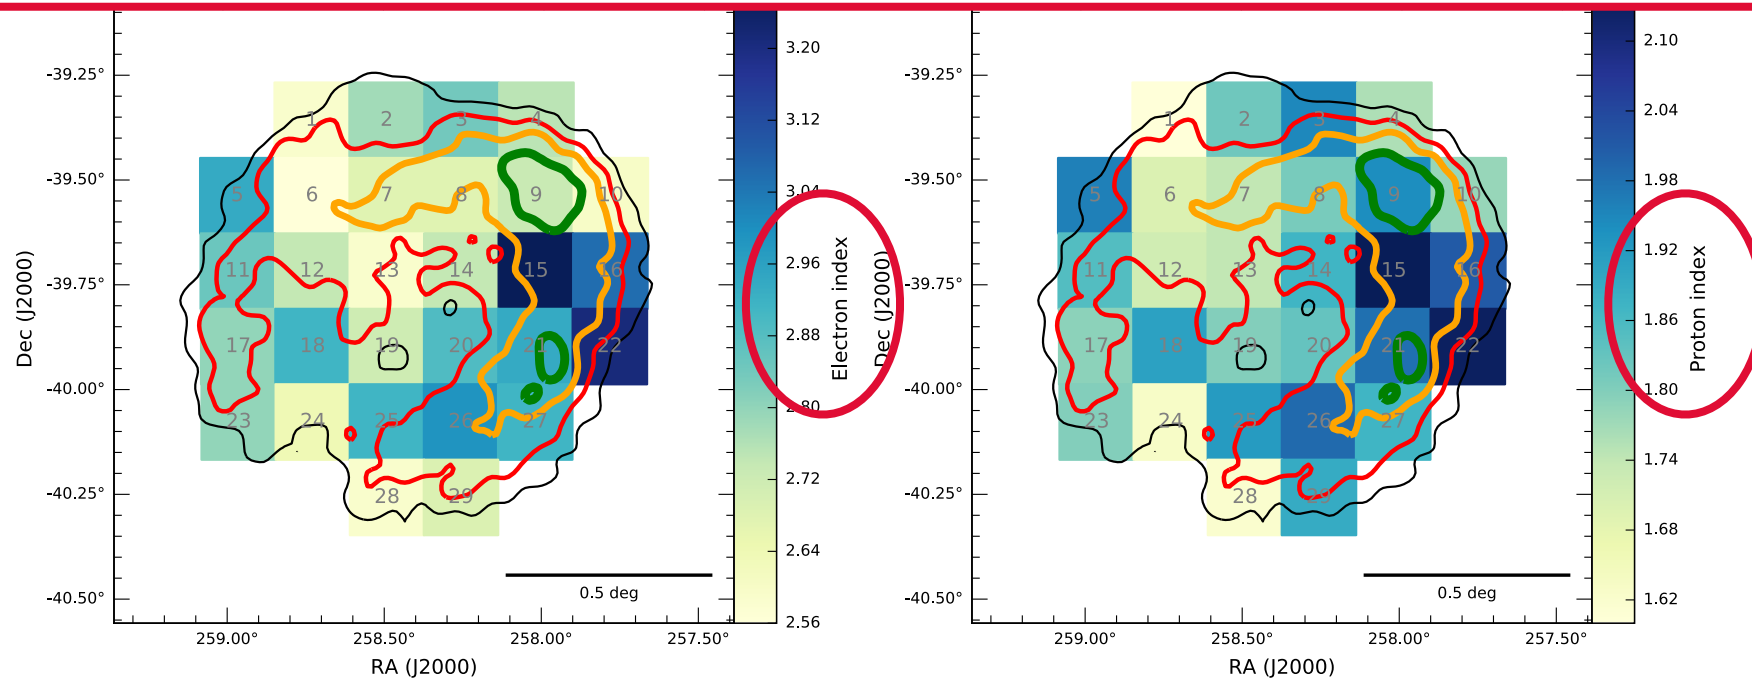 -39.25°
-39.50°
-39.75°
-40.00°
-40.25°
-40.50°
Dec (J2000)
1 2 3 4
5 6 7 8 9 10
11 12 13 14 15 16
17 18 19 20 21 22
23 24 25 26 27
28 29
0.5 deg
259.00° 258.50° 258.00° 257.50°
RA (J2000)
3.20
3.12
3.04
2.96
2.88
2.80
2.72
2.64
2.56
Electron index
-39.25°
-39.50°
-39.75°
-40.00°
-40.25°
-40.50°
Dec (J2000)
1 2 3 4
5 6 7 8 9 10
11 12 13 14 15 16
17 18 19 20 21 22
23 24 25 26 27
28 29
0.5 deg
259.00° 258.50° 258.00° 257.50°
RA (J2000)
2.10
2.04
1.98
1.92
1.86
1.80
1.74
1.68
1.62
Proton index